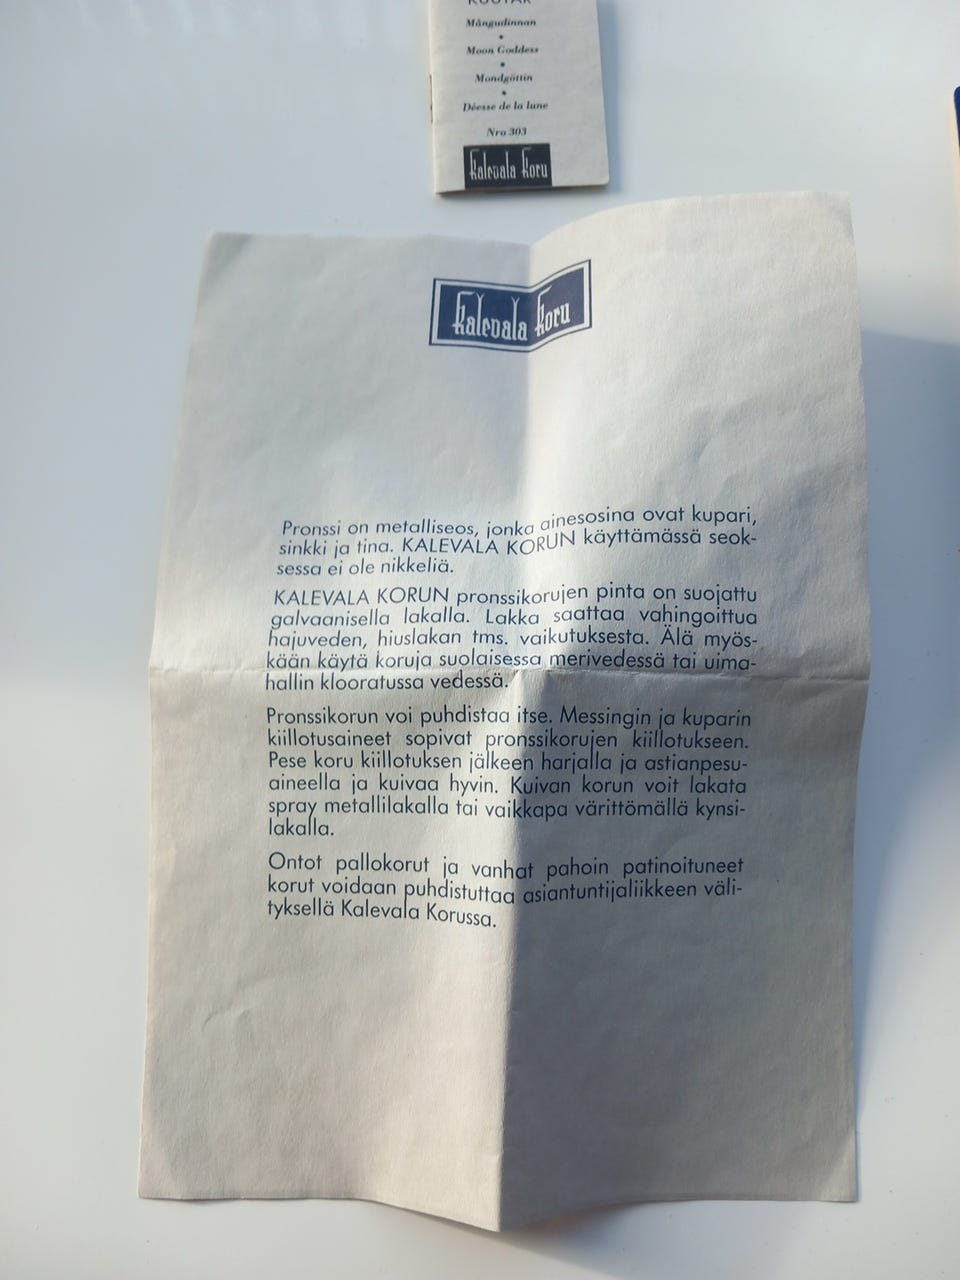 KUUTAR
Mångudinnan
•
Moon Goddess
•
Mondgöttin
•
Déesse de la lune
Nro 303
Kalevala Koru
Kalevala Koru
Pronssi on metalliseos, jonka ainesosina ovat kupari,
sinkki ja tina. KALEVALA KORUN käyttämässä seok-
sessa ei ole nikkeliä.
KALEVALA KORUN pronssikorujen pinta on suojattu
galvaanisella lakalla. Lakka saattaa vahingoittua
hajuveden, hiuslakan tms. vaikutuksesta. Älä myös-
kään käytä koruja suolaisessa merivedessä tai uima-
hallin klooratussa vedessä.
Pronssikorun voi puhdistaa itse. Messingin ja kuparin
kiillotusaineet sopivat pronssikorujen kiillotukseen.
Pese koru kiillotuksen jälkeen harjalla ja astianpesu-
aineella ja kuivaa hyvin. Kuivan korun voit lakata
spray metallilakalla tai vaikkapa värittömällä kynsi-
lakalla.
Ontot pallokorut ja vanhat pahoin patinoituneet
korut voidaan puhdistuttaa asiantuntijaliikkeen väli-
tyksellä Kalevala Korussa.